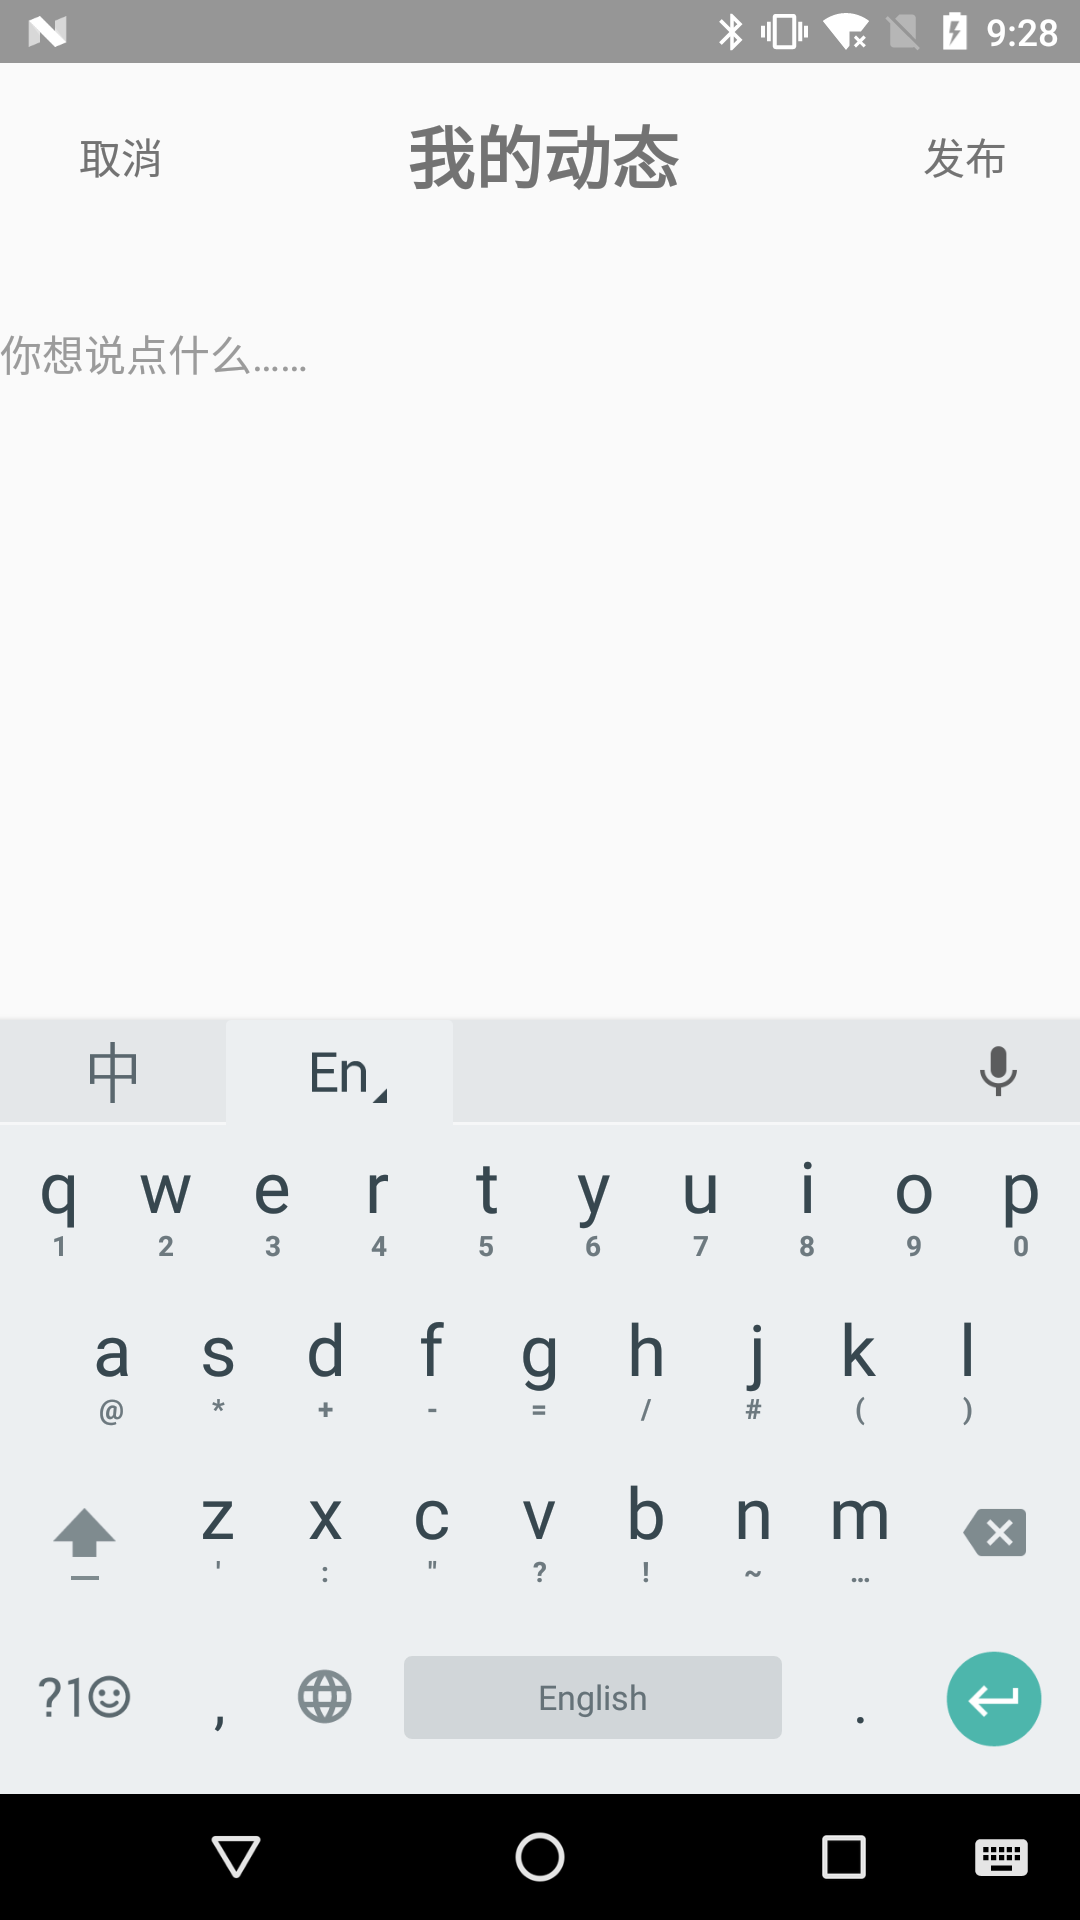 9:28
取消 我的动态 发布
你想说点什么......
中 En
q w e r t y u i o p
1 2 3 4 5 6 7 8 9 0
a s d f g h j k l
@ * + - = / # ( )
z x c v b n m
' : " ? ! ~ ...
?1 , English .